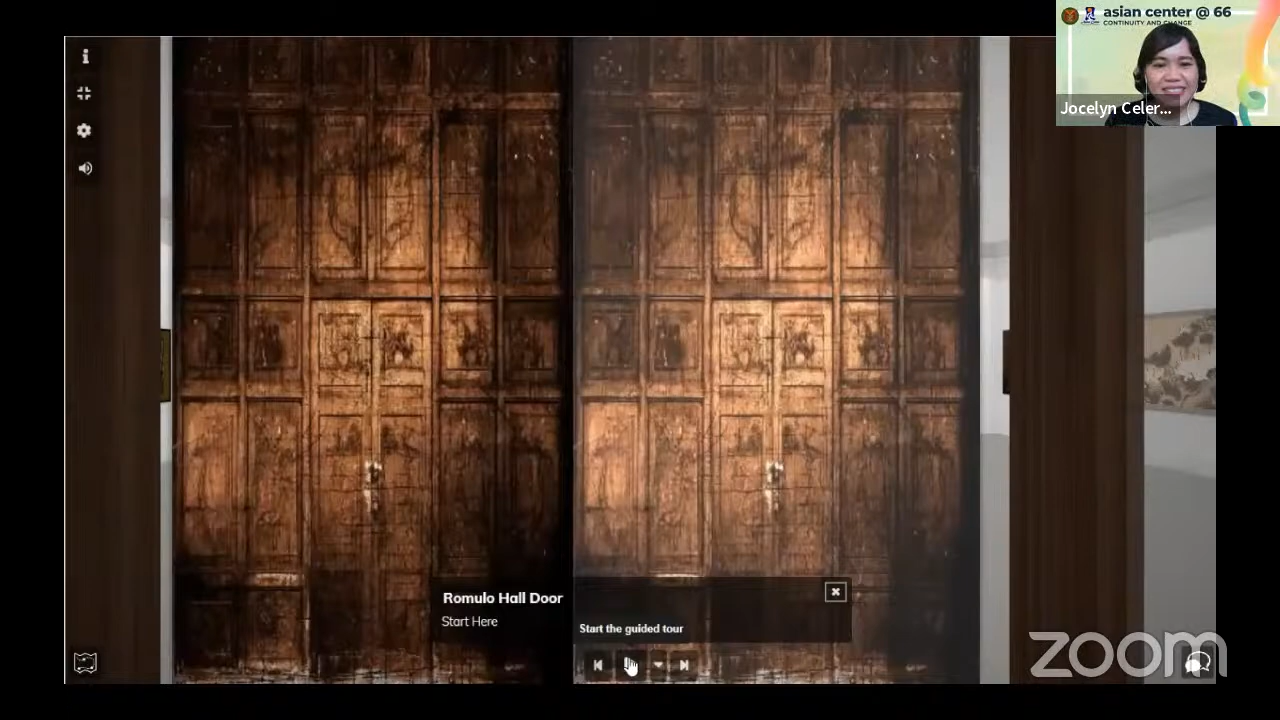 asian center @ 66
CONTINUITY AND CHANGE
Jocelyn Celer...
Romulo Hall Door
Start Here
Start the guided tour
zoom